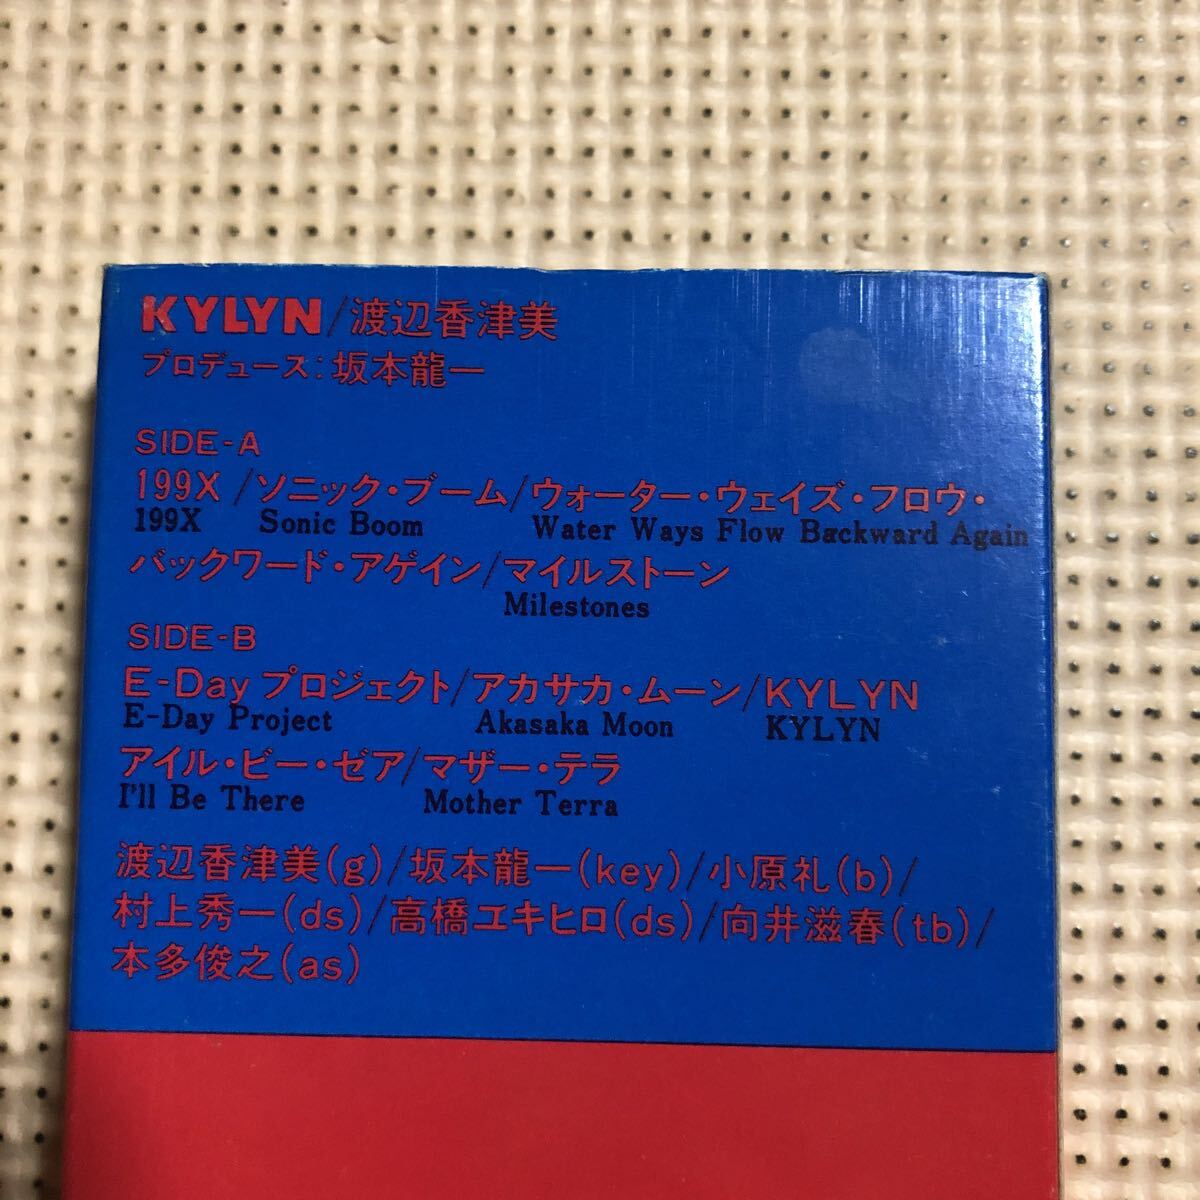 KYLYN/渡辺香津美
プロデュース:坂本龍一
SIDE-A
199X/ソニック・ブーム/ウォーター・ウェイズ・フロウ・
199X Sonic Boom Water Ways Flow Backward Again
バックワード・アゲイン/マイルストーン
Milestones
SIDE-B
E-Day プロジェクト/アカサカ・ムーン/KYLYN
E-Day Project Akasaka Moon KYLYN
アイル・ビー・ゼア/マザー・テラ
I'll Be There Mother Terra
渡辺香津美(g)/坂本龍一(key)/小原礼(b)/
村上秀一(ds)/高橋ユキヒロ(ds)/向井滋春(tb)/
本多俊之(as)